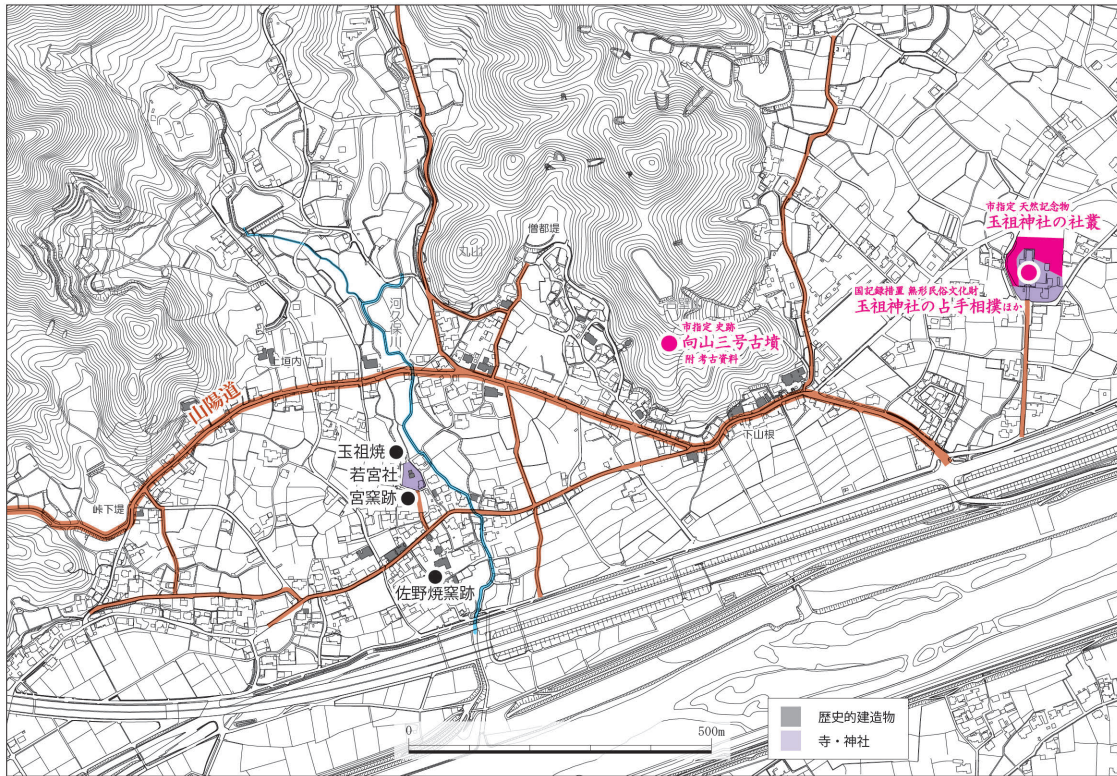 市指定 天然記念物
玉祖神社の社叢
僧都堤
丸山
国記録措置 無形民俗文化財
玉祖神社の占手相撲ほか
河久保川
市指定 史跡
向山三号古墳
附 考古資料
上垣内
山陽道
下山根
玉祖焼
若宮社
宮窯跡
峠下堤
佐野焼窯跡
0
500m
歴史的建造物
寺・神社